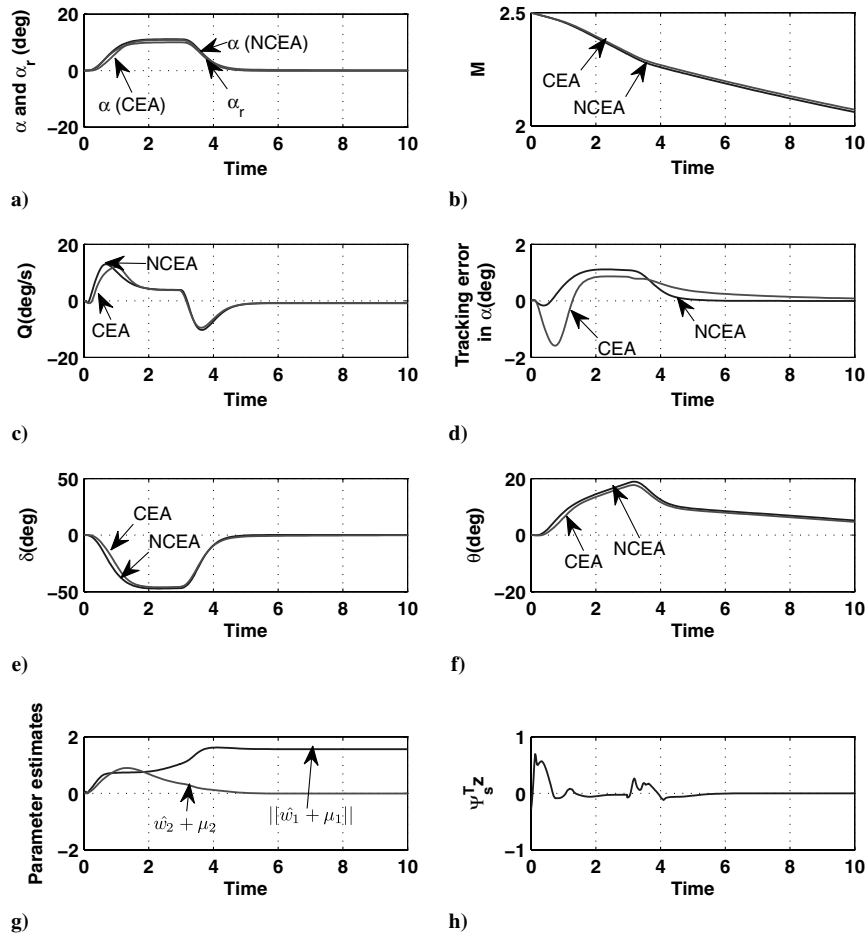 α and α_r (deg)
20
0
−20
α (NCEA)
α (CEA)
α_r
0 2 4 6 8 10
Time
a)
M
2.5
2
CEA
NCEA
0 2 4 6 8 10
Time
b)
Q(deg/s)
20
0
−20
NCEA
CEA
0 2 4 6 8 10
Time
c)
Tracking error
in α(deg)
2
0
−2
CEA
NCEA
0 2 4 6 8 10
Time
d)
δ(deg)
50
0
−50
CEA
NCEA
0 2 4 6 8 10
Time
e)
θ(deg)
20
0
−20
CEA
NCEA
0 2 4 6 8 10
Time
f)
Parameter estimates
2
0
−2
ŵ₂ + μ₂
||[ŵ₁ + μ₁]||
0 2 4 6 8 10
Time
g)
Ψ_s^T z
1
0
−1
0 2 4 6 8 10
Time
h)